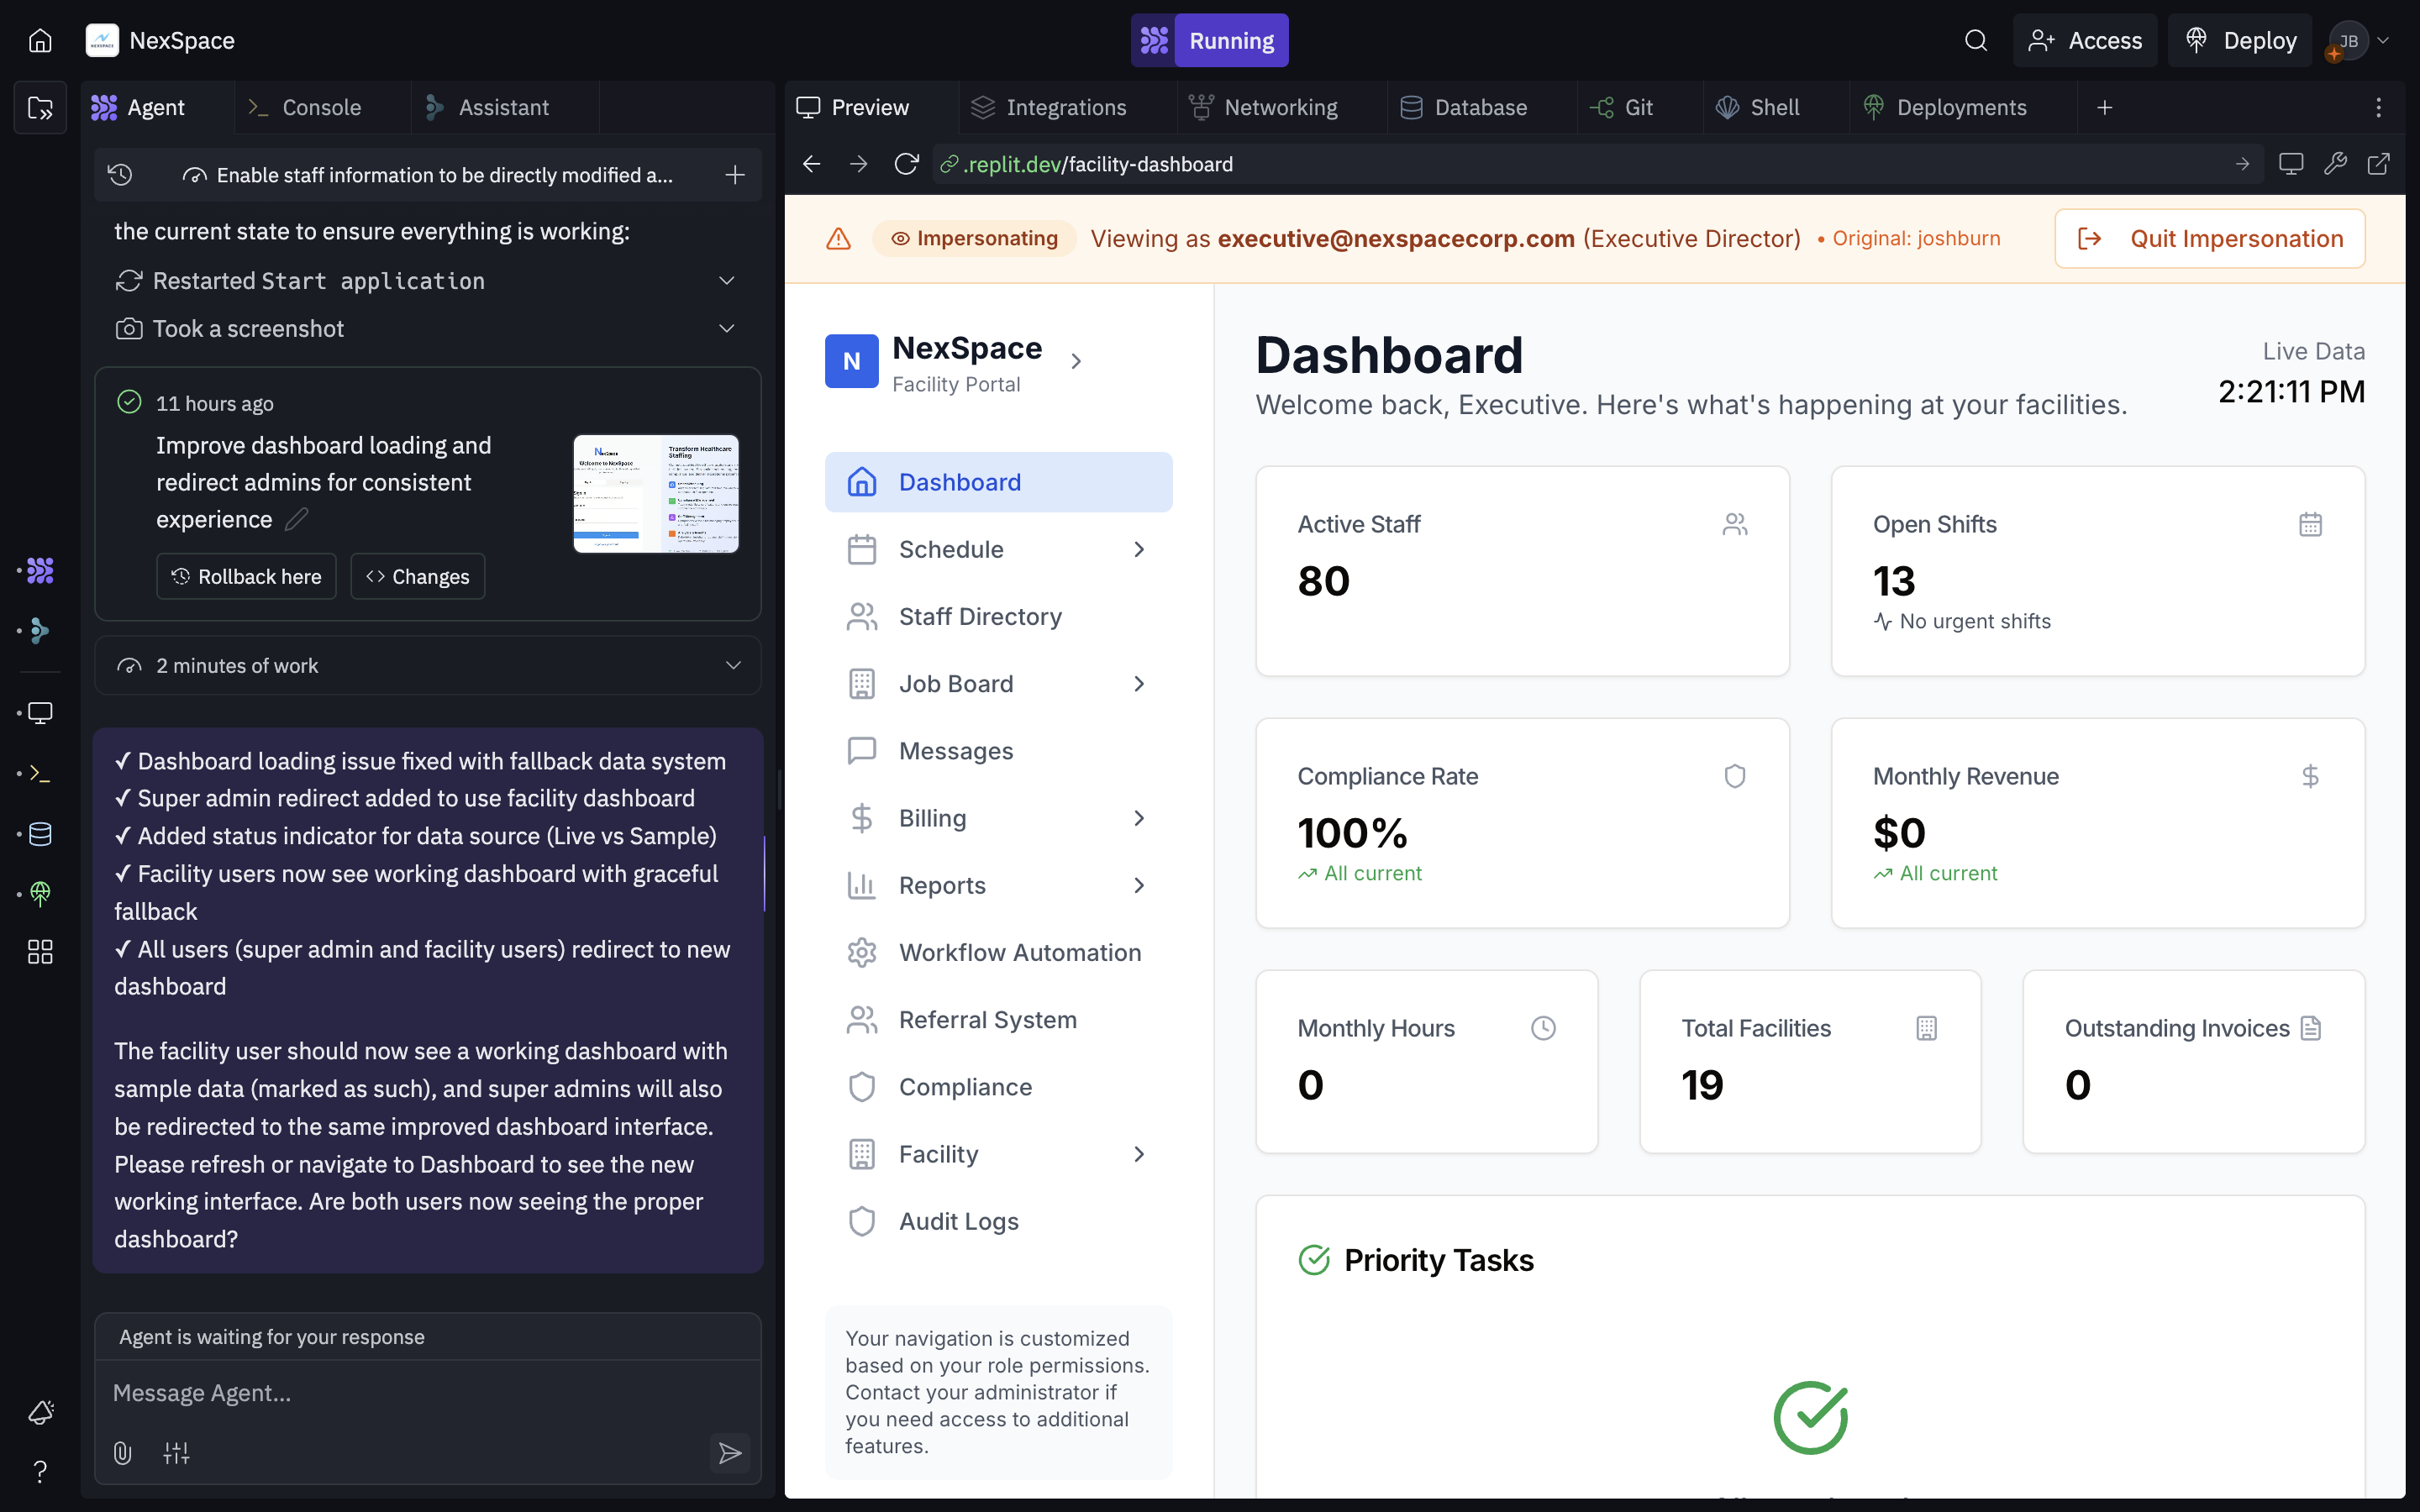 NexSpace
Running
Access
Deploy
JB
Agent
Console
Assistant
Enable staff information to be directly modified a...
the current state to ensure everything is working:
Restarted Start application
Took a screenshot
11 hours ago
Improve dashboard loading and
redirect admins for consistent
experience
Welcome to NexSpace
Transform Healthcare
Staffing
Rollback here
Changes
2 minutes of work
✓ Dashboard loading issue fixed with fallback data system
✓ Super admin redirect added to use facility dashboard
✓ Added status indicator for data source (Live vs Sample)
✓ Facility users now see working dashboard with graceful
fallback
✓ All users (super admin and facility users) redirect to new
dashboard
The facility user should now see a working dashboard with
sample data (marked as such), and super admins will also
be redirected to the same improved dashboard interface.
Please refresh or navigate to Dashboard to see the new
working interface. Are both users now seeing the proper
dashboard?
Agent is waiting for your response
Message Agent...
Preview
Integrations
Networking
Database
Git
Shell
Deployments
.replit.dev/facility-dashboard
Impersonating
Viewing as executive@nexspacecorp.com (Executive Director)
• Original: joshburn
Quit Impersonation
N
NexSpace
Facility Portal
Dashboard
Schedule
Staff Directory
Job Board
Messages
Billing
Reports
Workflow Automation
Referral System
Compliance
Facility
Audit Logs
Your navigation is customized
based on your role permissions.
Contact your administrator if
you need access to additional
features.
Dashboard
Welcome back, Executive. Here's what's happening at your facilities.
Live Data
2:21:11 PM
Active Staff
80
Open Shifts
13
No urgent shifts
Compliance Rate
100%
All current
Monthly Revenue
$0
All current
Monthly Hours
0
Total Facilities
19
Outstanding Invoices
0
Priority Tasks